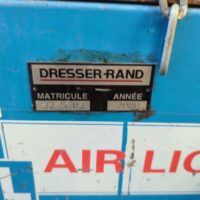 DRESSER-RAND
MATRICULE ANNÉE
AIR LIQ